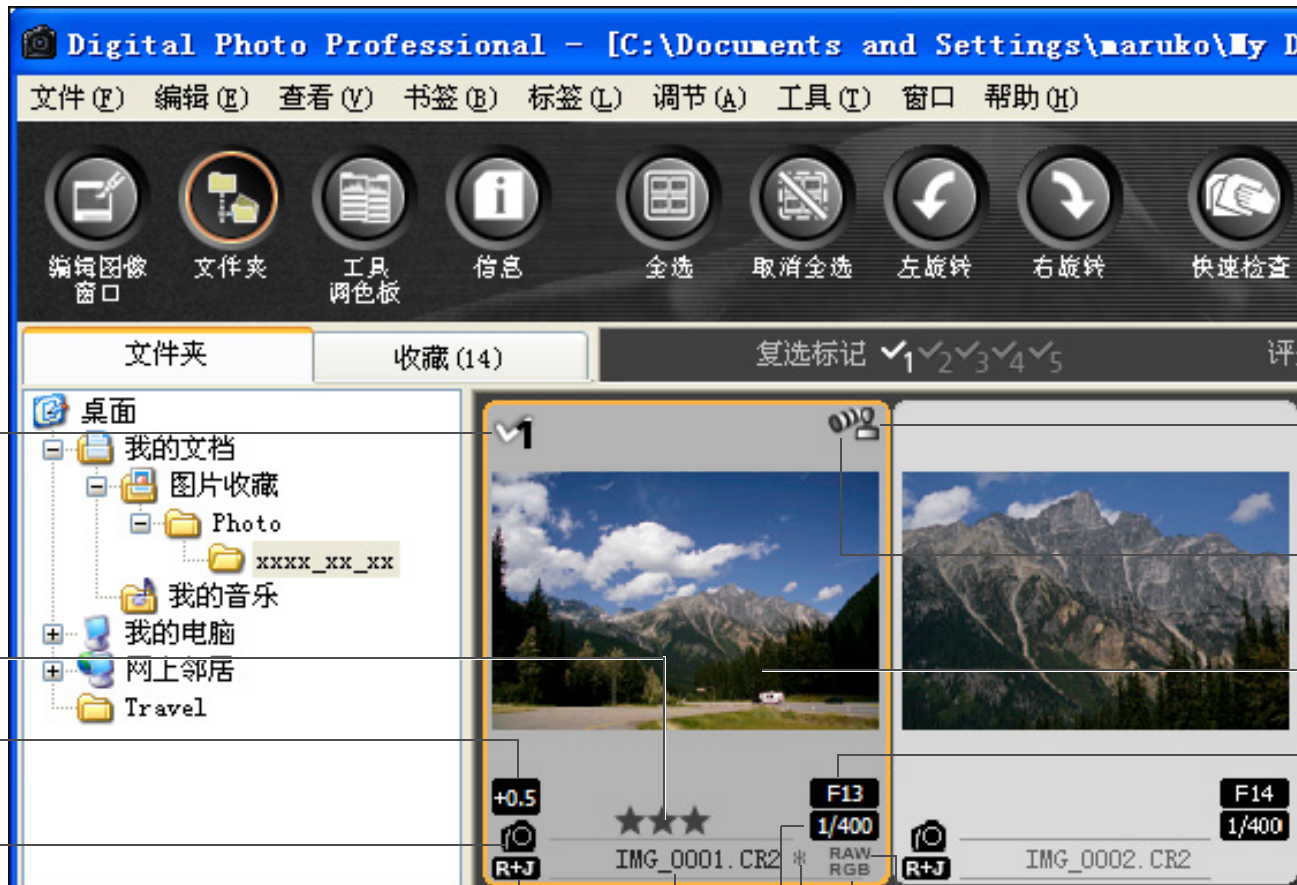 Digital Photo Professional - [C:\Documents and Settings\maruko\My D
文件(F) 编辑(E) 查看(V) 书签(B) 标签(L) 调节(A) 工具(T) 窗口 帮助(H)
编辑图像窗口 文件夹 工具调色板 信息 全选 取消全选 左旋转 右旋转 快速检查
文件夹 收藏(14) 复选标记 1 2 3 4 5 评
桌面
我的文档
图片收藏
Photo
xxxx_xx_xx
我的音乐
我的电脑
网上邻居
Travel
1
+0.5 F13
1/400
R+J IMG_0001.CR2 * RAW
RGB
F14
1/400
R+J IMG_0002.CR2